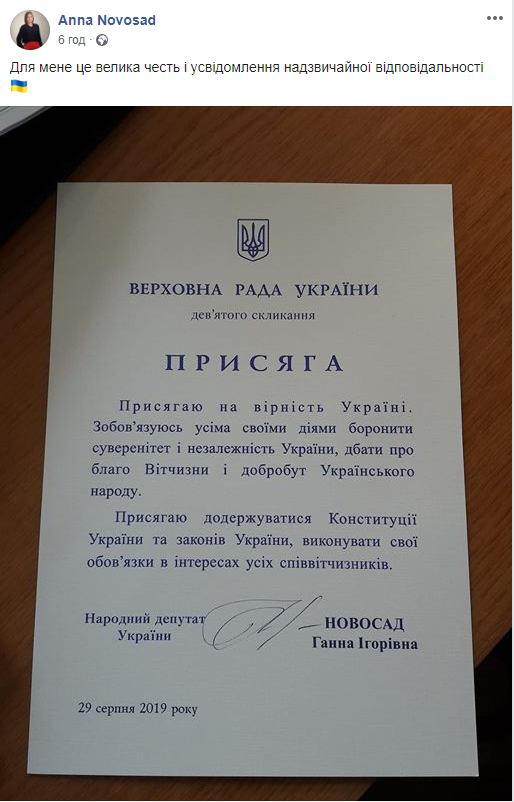 Anna Novosad
6 год ·
Для мене це велика честь і усвідомлення надзвичайної відповідальності
ВЕРХОВНА РАДА УКРАЇНИ
дев'ятого скликання
ПРИСЯГА
Присягаю на вірність Україні.
Зобов'язуюсь усіма своїми діями боронити
суверенітет і незалежність України, дбати про
благо Вітчизни і добробут Українського
народу.
Присягаю додержуватися Конституції
України та законів України, виконувати свої
обов'язки в інтересах усіх співвітчизників.
Народний депутат
України
НОВОСАД
Ганна Ігорівна
29 серпня 2019 року